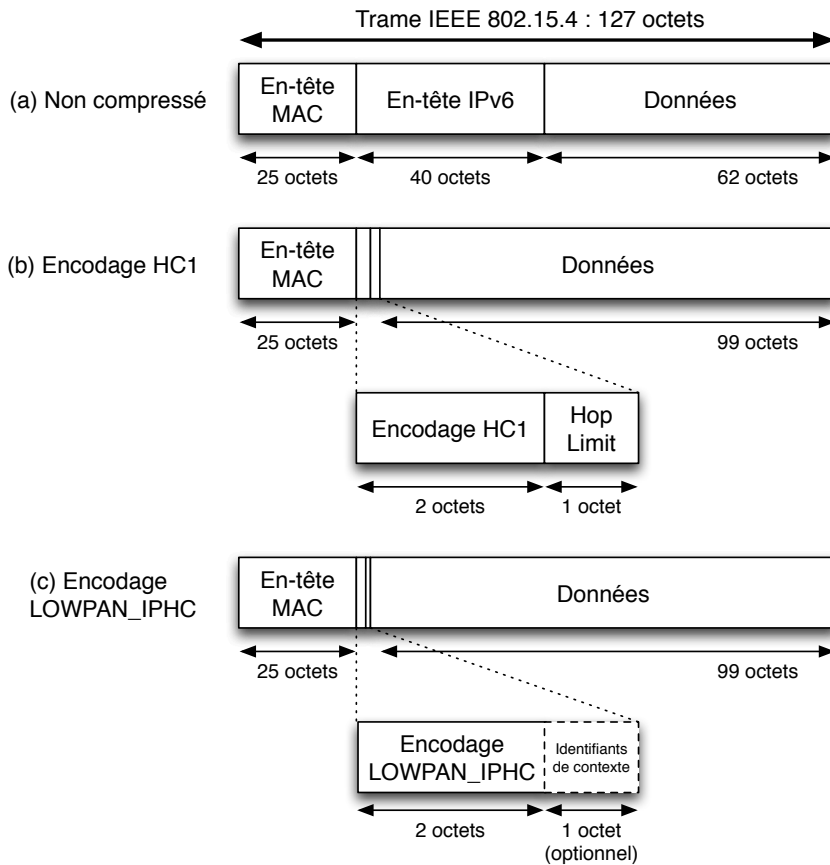 Trame IEEE 802.15.4 : 127 octets
(a) Non compressé
En-tête
MAC
En-tête IPv6
Données
25 octets
40 octets
62 octets
(b) Encodage HC1
En-tête
MAC
Données
25 octets
99 octets
Encodage HC1
Hop
Limit
2 octets
1 octet
(c) Encodage
LOWPAN_IPHC
En-tête
MAC
Données
25 octets
99 octets
Encodage
LOWPAN_IPHC
Identifiants
de contexte
2 octets
1 octet
(optionnel)